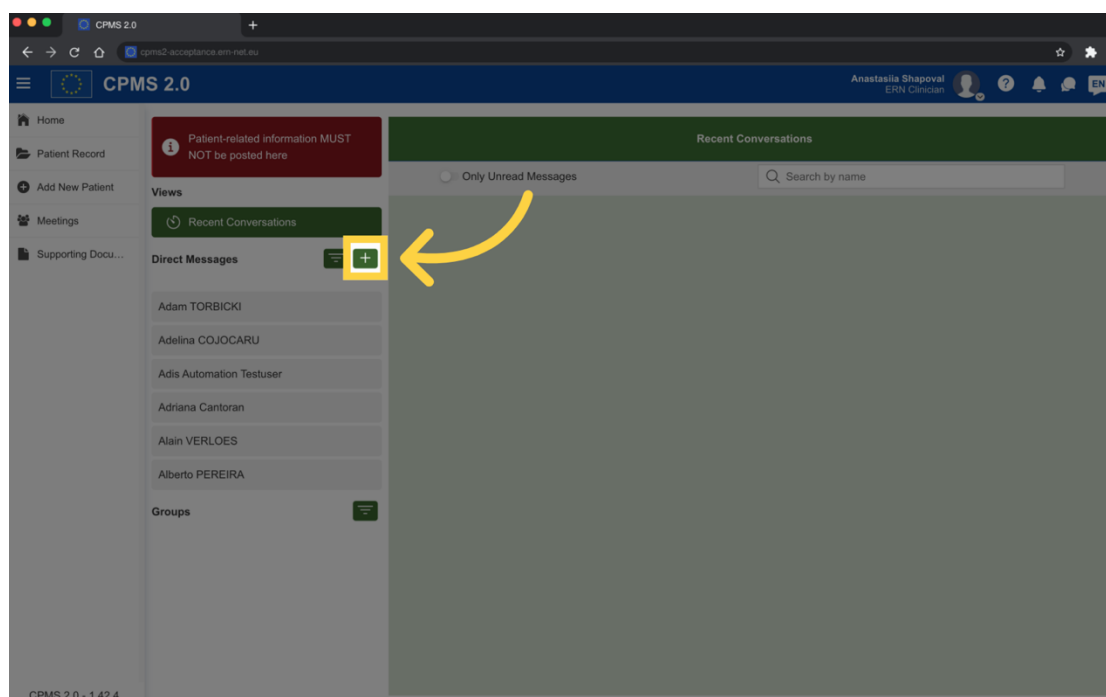 CPMS 2.0
cpms2-acceptance.ern-net.eu
CPMS 2.0
Anastasiia Shapoval
ERN Clinician
EN
Home
Patient Record
Add New Patient
Meetings
Supporting Docu...
Patient-related information MUST
NOT be posted here
Views
Recent Conversations
Direct Messages
Adam TORBICKI
Adelina COJOCARU
Adis Automation Testuser
Adriana Cantoran
Alain VERLOES
Alberto PEREIRA
Groups
Recent Conversations
Only Unread Messages
Search by name
CPMS 2.0 - 1.42.4